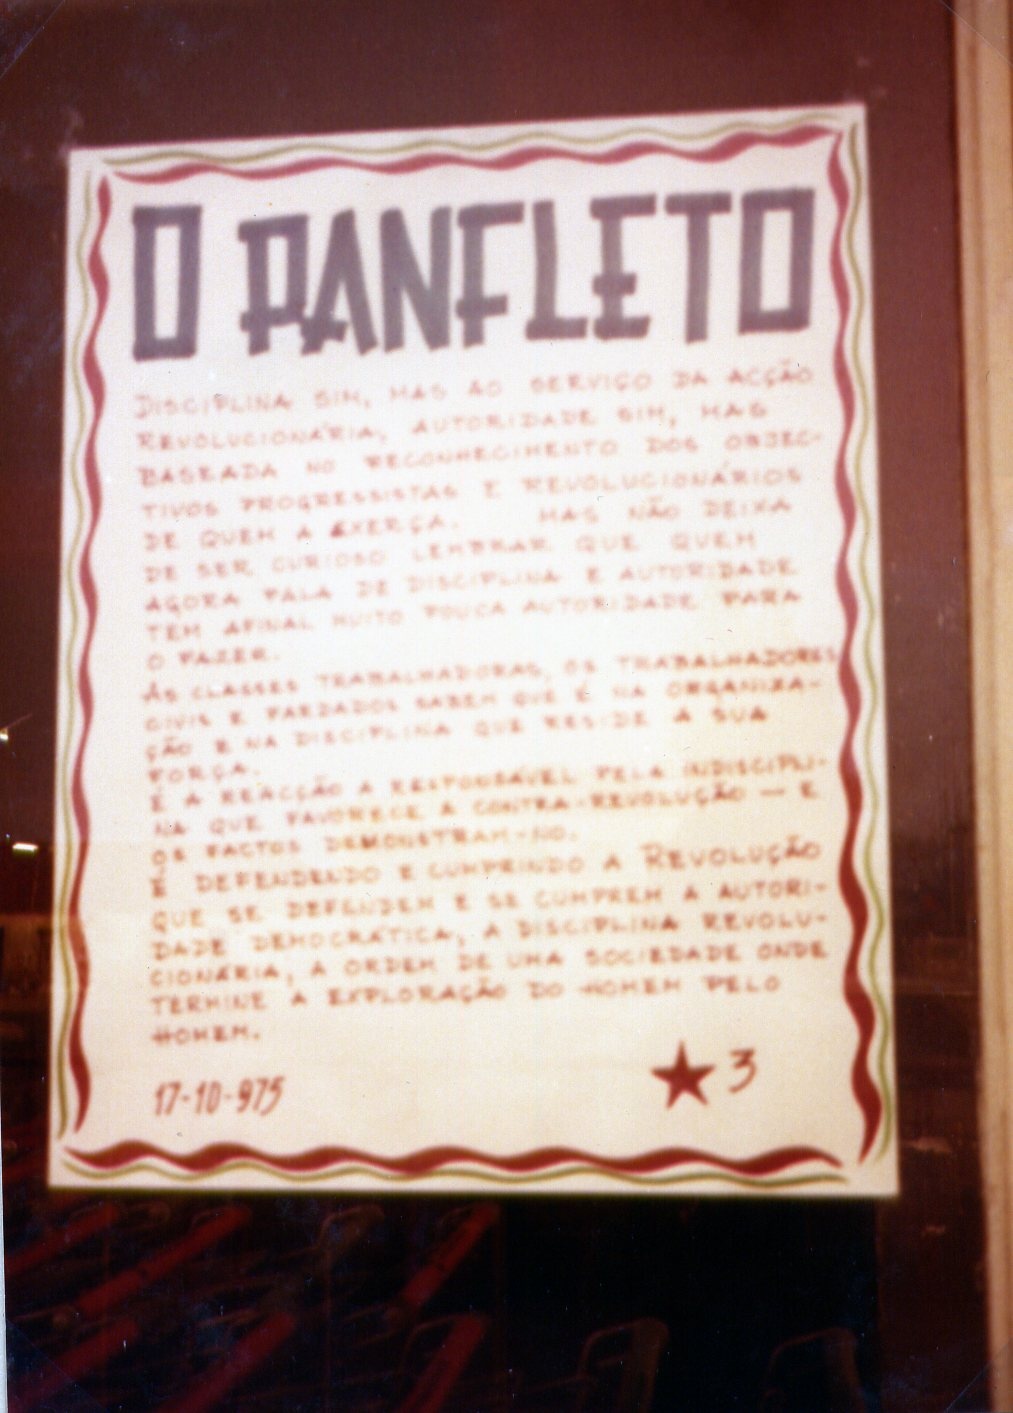 O PANFLETO
DISCIPLINA SIM, MAS AO SERVIÇO DA ACÇÃO
REVOLUCIONÁRIA, AUTORIDADE SIM, MAS
BASEADA NO RECONHECIMENTO DOS OBJEC-
TIVOS PROGRESSISTAS E REVOLUCIONÁRIOS
DE QUEM A EXERÇA. MAS NÃO DEIXA
DE SER CURIOSO LEMBRAR QUE QUEM
AGORA FALA DE DISCIPLINA E AUTORIDADE
TEM AFINAL MUITO POUCA AUTORIDADE PARA
O FAZER.
AS CLASSES TRABALHADORAS, OS TRABALHADORES
CIVIS E FARDADOS SABEM QUE É NA ORGANIZA-
ÇÃO E NA DISCIPLINA QUE RESIDE A SUA
FORÇA.
É A REACÇÃO A RESPONSÁVEL PELA INDISCIPLI-
NA QUE FAVORECE A CONTRA-REVOLUÇÃO — E
OS FACTOS DEMONSTRAM-NO.
É DEFENDENDO E CUMPRINDO A REVOLUÇÃO
QUE SE DEFENDEM E SE CUMPREM A AUTORI-
DADE DEMOCRÁTICA, A DISCIPLINA REVOLU-
CIONÁRIA, A ORDEM DE UMA SOCIEDADE ONDE
TERMINE A EXPLORAÇÃO DO HOMEM PELO
HOMEM.
17-10-975
★ 3